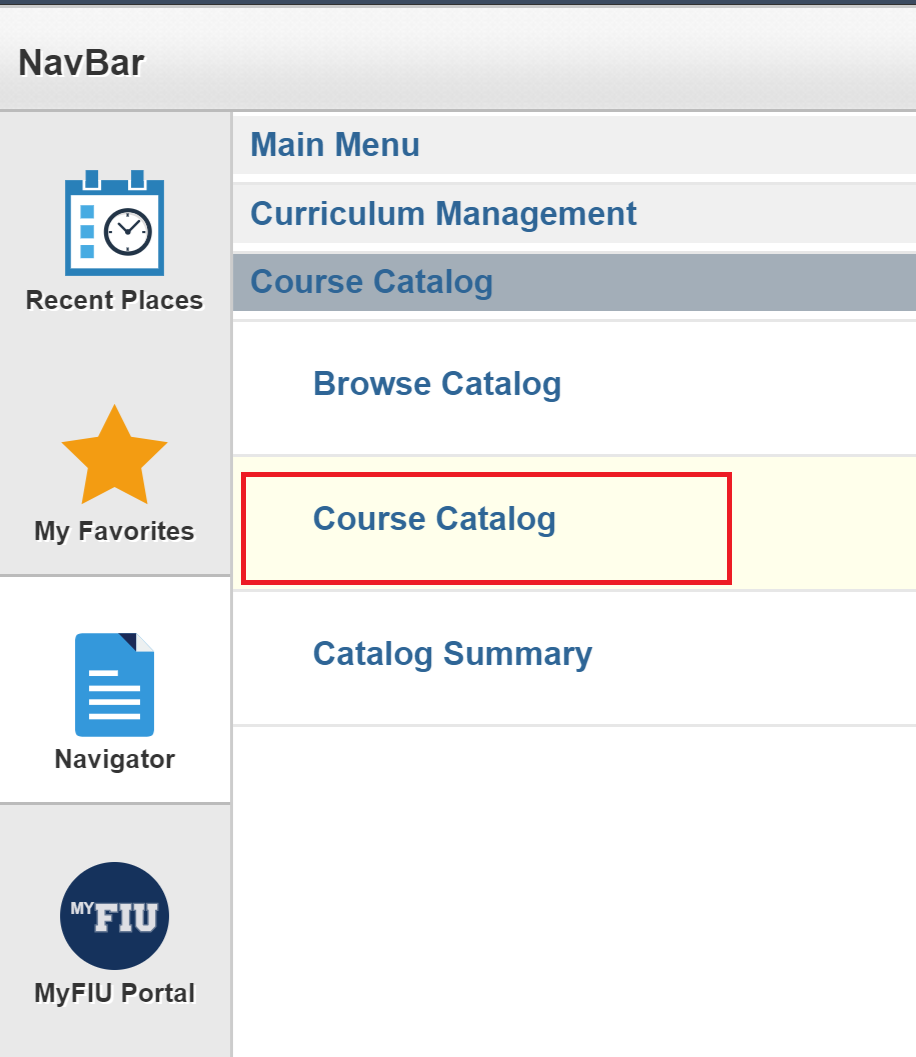 NavBar
Recent Places
My Favorites
Navigator
MY FIU
MyFIU Portal
Main Menu
Curriculum Management
Course Catalog
Browse Catalog
Course Catalog
Catalog Summary